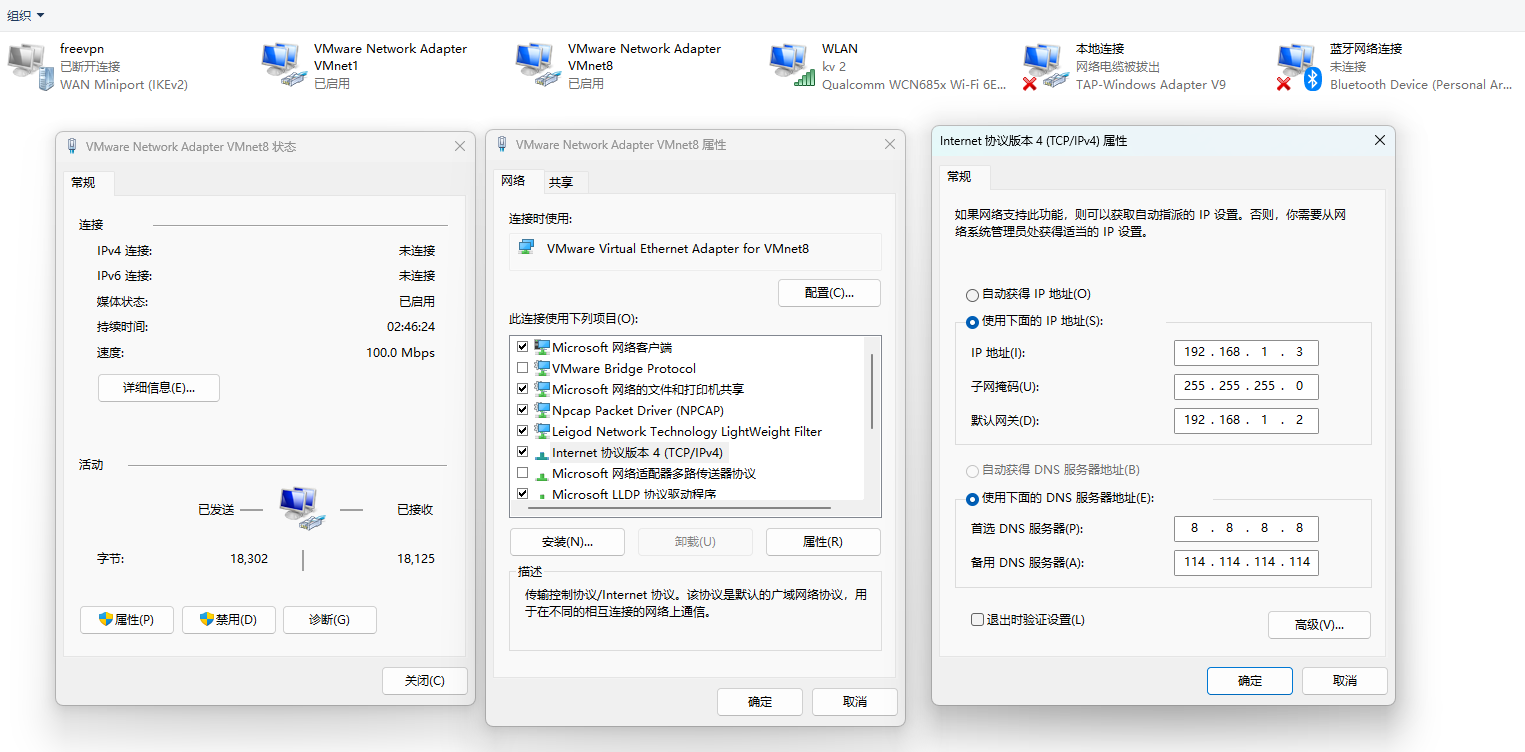 组织
freevpn
已断开连接
WAN Miniport (IKEv2)
VMware Network Adapter
VMnet1
已启用
VMware Network Adapter
VMnet8
已启用
WLAN
kv 2
Qualcomm WCN685x Wi-Fi 6E...
本地连接
网络电缆被拔出
TAP-Windows Adapter V9
蓝牙网络连接
未连接
Bluetooth Device (Personal Ar...
VMware Network Adapter VMnet8 状态
常规
连接
IPv4 连接: 未连接
IPv6 连接: 未连接
媒体状态: 已启用
持续时间: 02:46:24
速度: 100.0 Mbps
详细信息(E)...
活动
已发送 已接收
字节: 18,302 18,125
属性(P) 禁用(D) 诊断(G)
关闭(C)
VMware Network Adapter VMnet8 属性
网络 共享
连接时使用:
VMware Virtual Ethernet Adapter for VMnet8
配置(C)...
此连接使用下列项目(O):
Microsoft 网络客户端
VMware Bridge Protocol
Microsoft 网络的文件和打印机共享
Npcap Packet Driver (NPCAP)
Leigod Network Technology LightWeight Filter
Internet 协议版本 4 (TCP/IPv4)
Microsoft 网络适配器多路传送器协议
Microsoft LLDP 协议驱动程序
安装(N)... 卸载(U) 属性(R)
描述
传输控制协议/Internet 协议。该协议是默认的广域网络协议，用
于在不同的相互连接的网络上通信。
确定 取消
Internet 协议版本 4 (TCP/IPv4) 属性
常规
如果网络支持此功能，则可以获取自动指派的 IP 设置。否则，你需要从网
络系统管理员处获得适当的 IP 设置。
自动获得 IP 地址(O)
使用下面的 IP 地址(S):
IP 地址(I): 192 . 168 . 1 . 3
子网掩码(U): 255 . 255 . 255 . 0
默认网关(D): 192 . 168 . 1 . 2
自动获得 DNS 服务器地址(B)
使用下面的 DNS 服务器地址(E):
首选 DNS 服务器(P): 8 . 8 . 8 . 8
备用 DNS 服务器(A): 114 . 114 . 114 . 114
退出时验证设置(L)
高级(V)...
确定 取消